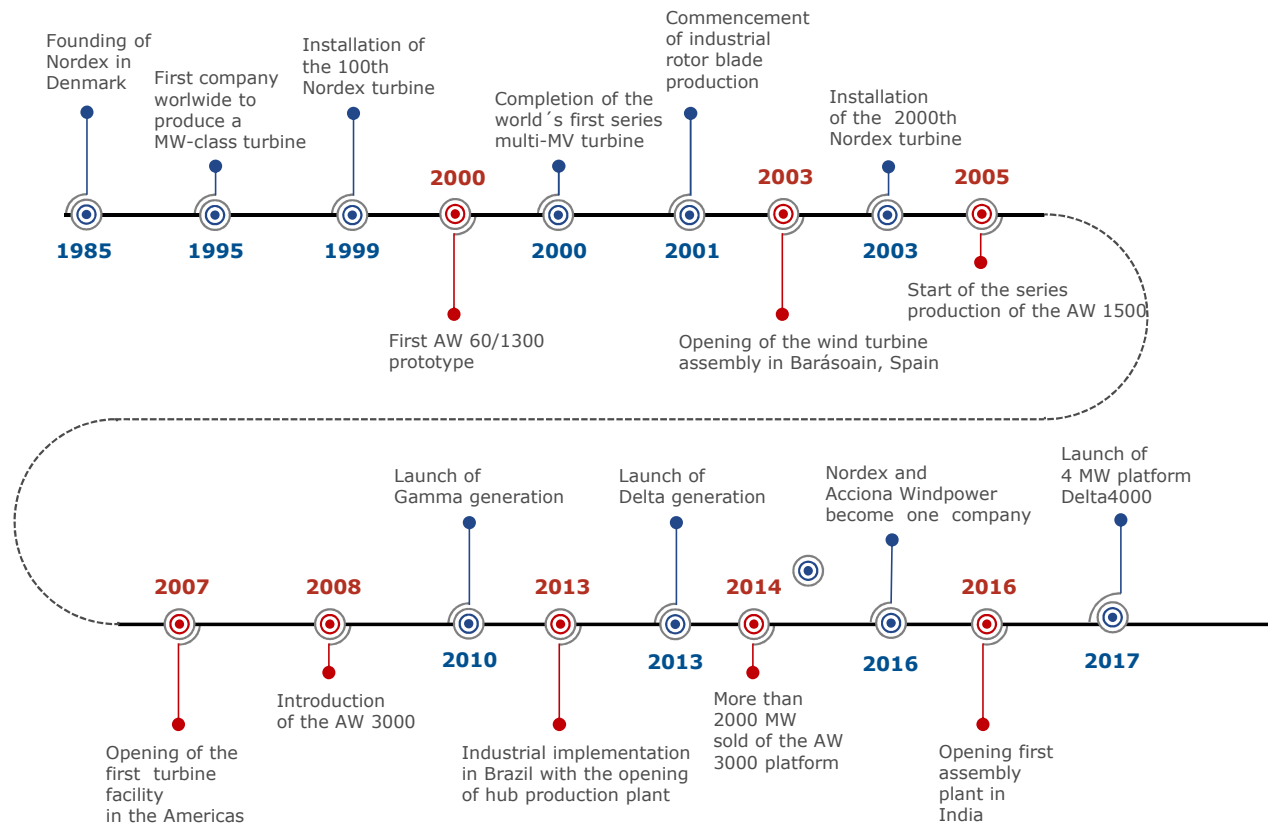 Founding of
Nordex in
Denmark
1985
First company
worlwide to
produce a
MW-class turbine
1995
Installation of
the 100th
Nordex turbine
1999
2000
First AW 60/1300
prototype
Completion of the
world´s first series
multi-MV turbine
2000
Commencement
of industrial
rotor blade
production
2001
2003
Opening of the wind turbine
assembly in Barásoain, Spain
Installation
of the 2000th
Nordex turbine
2003
2005
Start of the series
production of the AW 1500
2007
Opening of the
first turbine
facility
in the Americas
2008
Introduction
of the AW 3000
Launch of
Gamma generation
2010
2013
Industrial implementation
in Brazil with the opening
of hub production plant
Launch of
Delta generation
2013
2014
More than
2000 MW
sold of the AW
3000 platform
Nordex and
Acciona Windpower
become one company
2016
2016
Opening first
assembly
plant in
India
Launch of
4 MW platform
Delta4000
2017